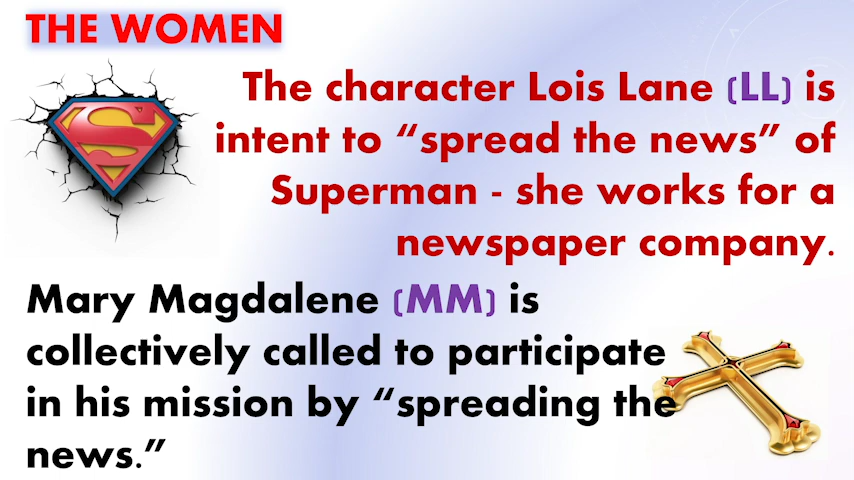 THE WOMEN
The character Lois Lane (LL) is
intent to “spread the news” of
Superman - she works for a
newspaper company.
Mary Magdalene (MM) is
collectively called to participate
in his mission by “spreading the
news.”